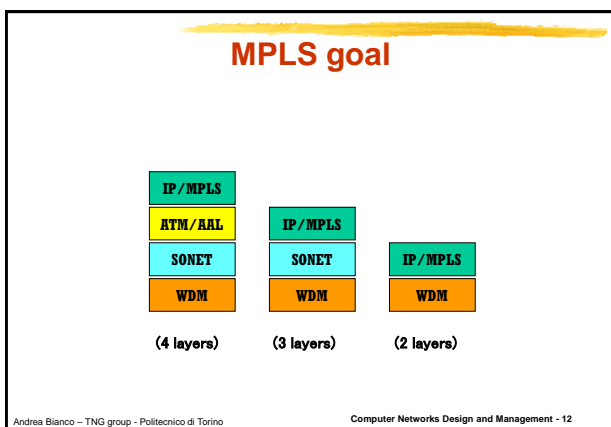 MPLS goal
IP/MPLS
ATM/AAL
SONET
WDM
(4 layers)
IP/MPLS
SONET
WDM
(3 layers)
IP/MPLS
WDM
(2 layers)
Andrea Bianco – TNG group - Politecnico di Torino
Computer Networks Design and Management - 12